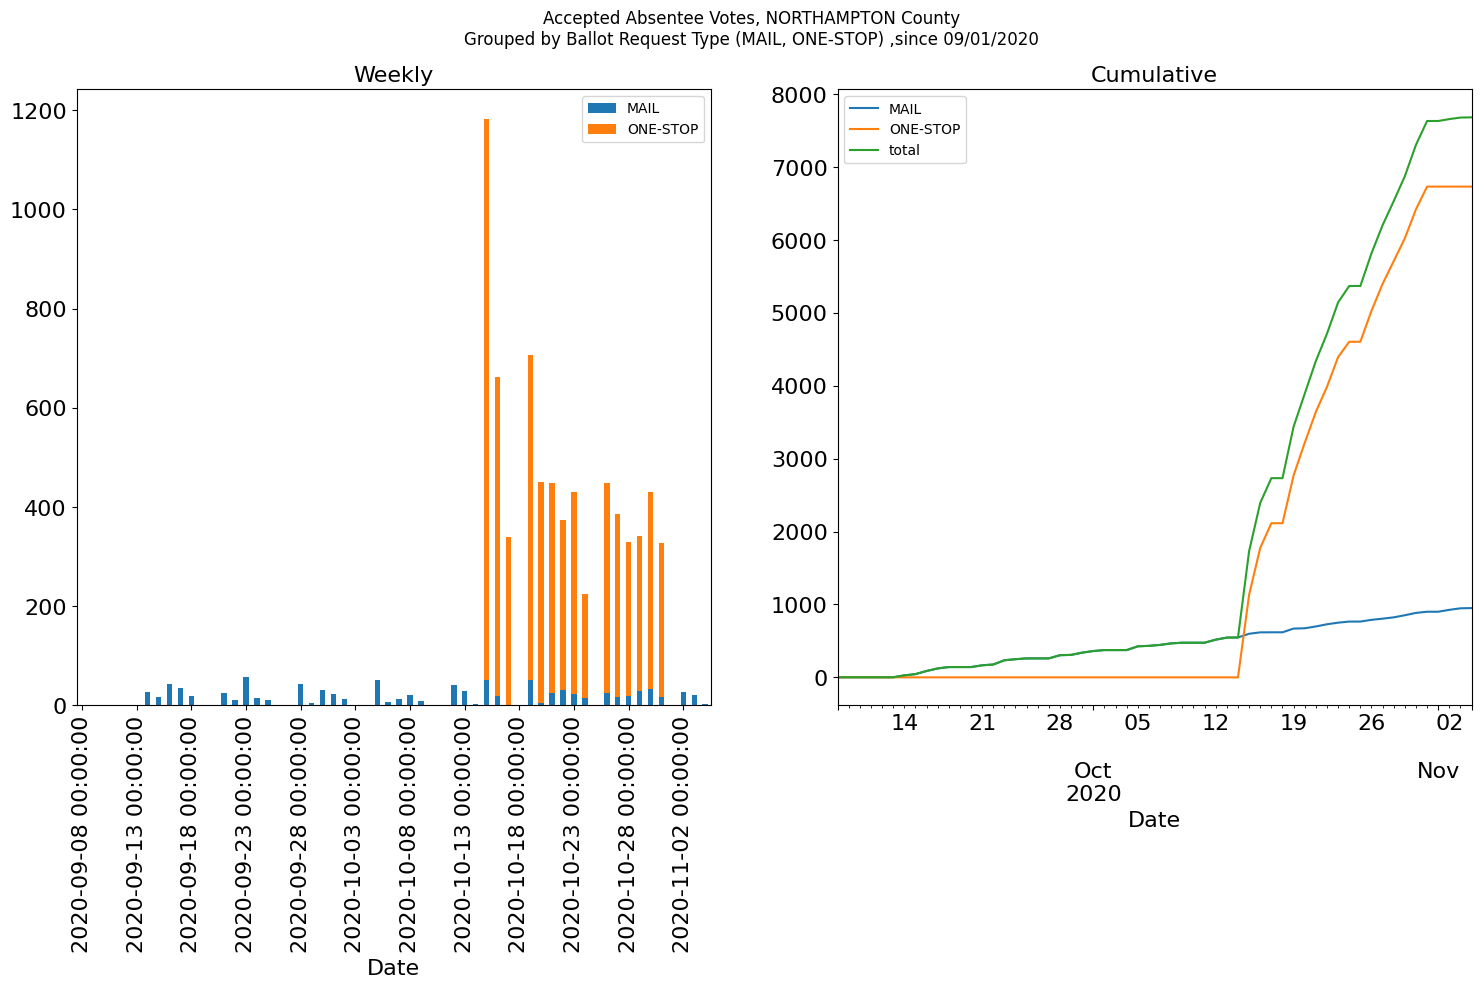 Accepted Absentee Votes, NORTHAMPTON County
Grouped by Ballot Request Type (MAIL, ONE-STOP) ,since 09/01/2020
Weekly
MAIL
ONE-STOP
1200
1000
800
600
400
200
0
2020-09-08 00:00:00
2020-09-13 00:00:00
2020-09-18 00:00:00
2020-09-23 00:00:00
2020-09-28 00:00:00
2020-10-03 00:00:00
2020-10-08 00:00:00
2020-10-13 00:00:00
2020-10-18 00:00:00
2020-10-23 00:00:00
2020-10-28 00:00:00
2020-11-02 00:00:00
Date
Cumulative
MAIL
ONE-STOP
total
8000
7000
6000
5000
4000
3000
2000
1000
0
14 21 28 05 12 19 26 02
Oct Nov
2020
Date